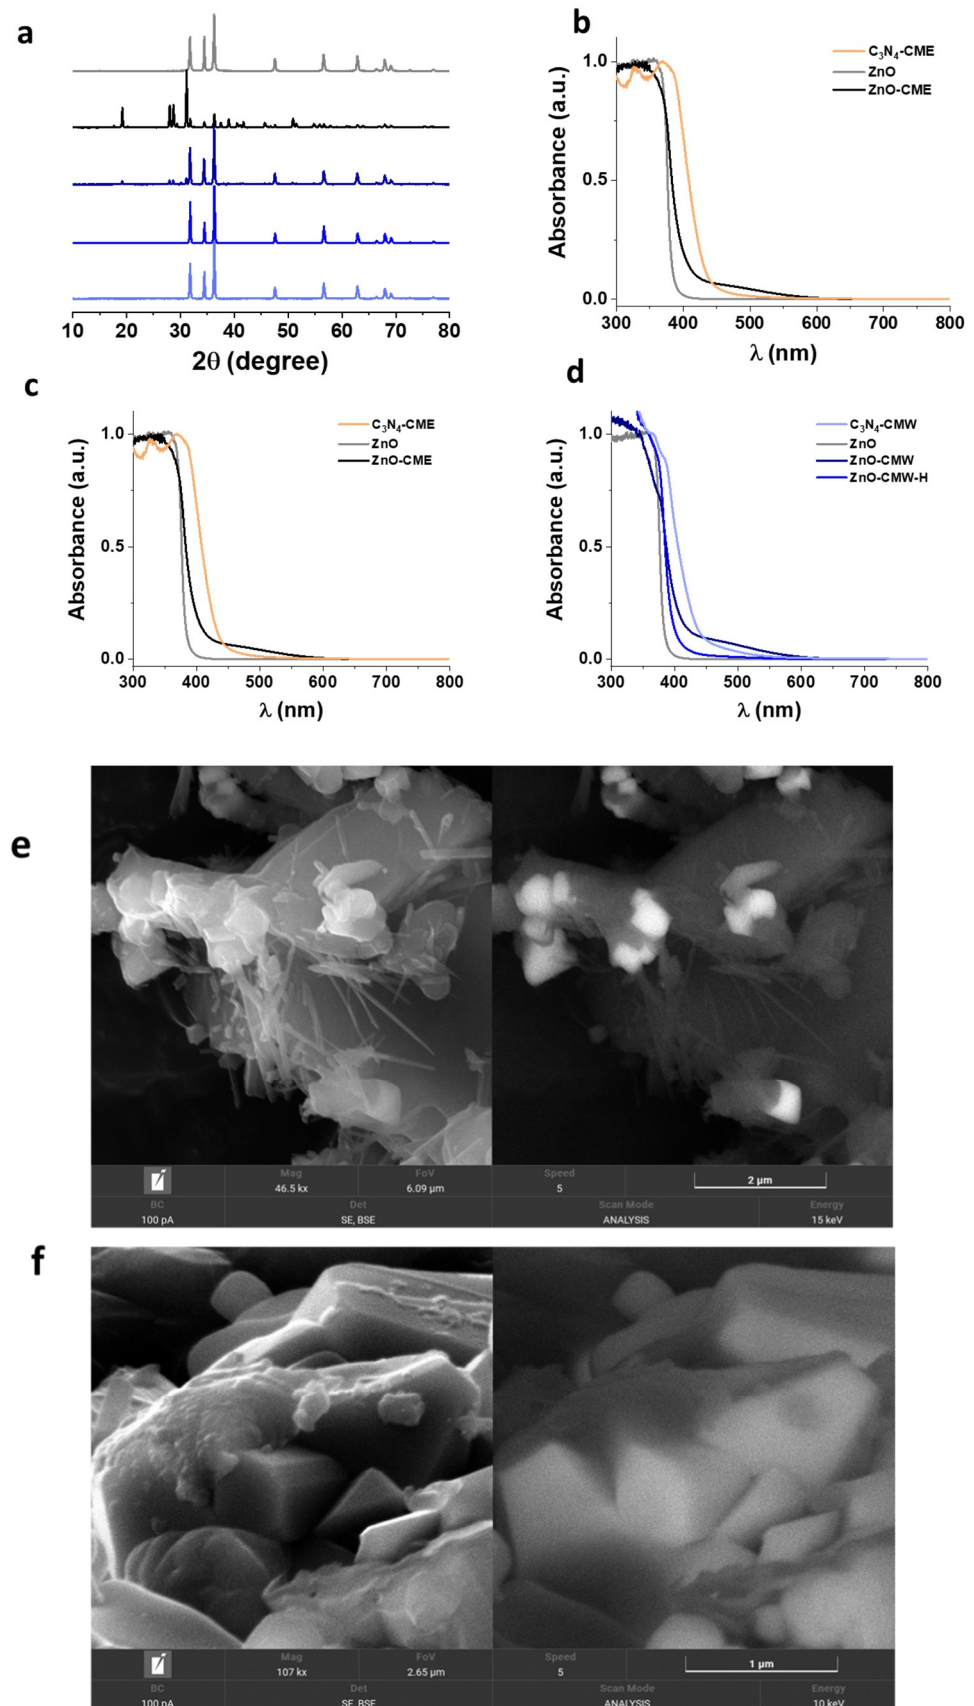 a
10 20 30 40 50 60 70 80
2θ (degree)
b
Absorbance (a.u.)
1.0
0.5
0.0
300 400 500 600 700 800
λ (nm)
C₃N₄-CME
ZnO
ZnO-CME
c
Absorbance (a.u.)
1.0
0.5
0.0
300 400 500 600 700 800
λ (nm)
C₃N₄-CME
ZnO
ZnO-CME
d
Absorbance (a.u.)
1.0
0.5
0.0
300 400 500 600 700 800
λ (nm)
C₃N₄-CMW
ZnO
ZnO-CMW
ZnO-CMW-H
e
Mag FoV Speed
46.5 kx 6.09 μm 5 2 μm
BC Det Scan Mode Energy
100 pA SE, BSE ANALYSIS 15 keV
f
Mag FoV Speed
107 kx 2.65 μm 5 1 μm
BC Det Scan Mode Energy
100 pA SE, BSE ANALYSIS 10 keV